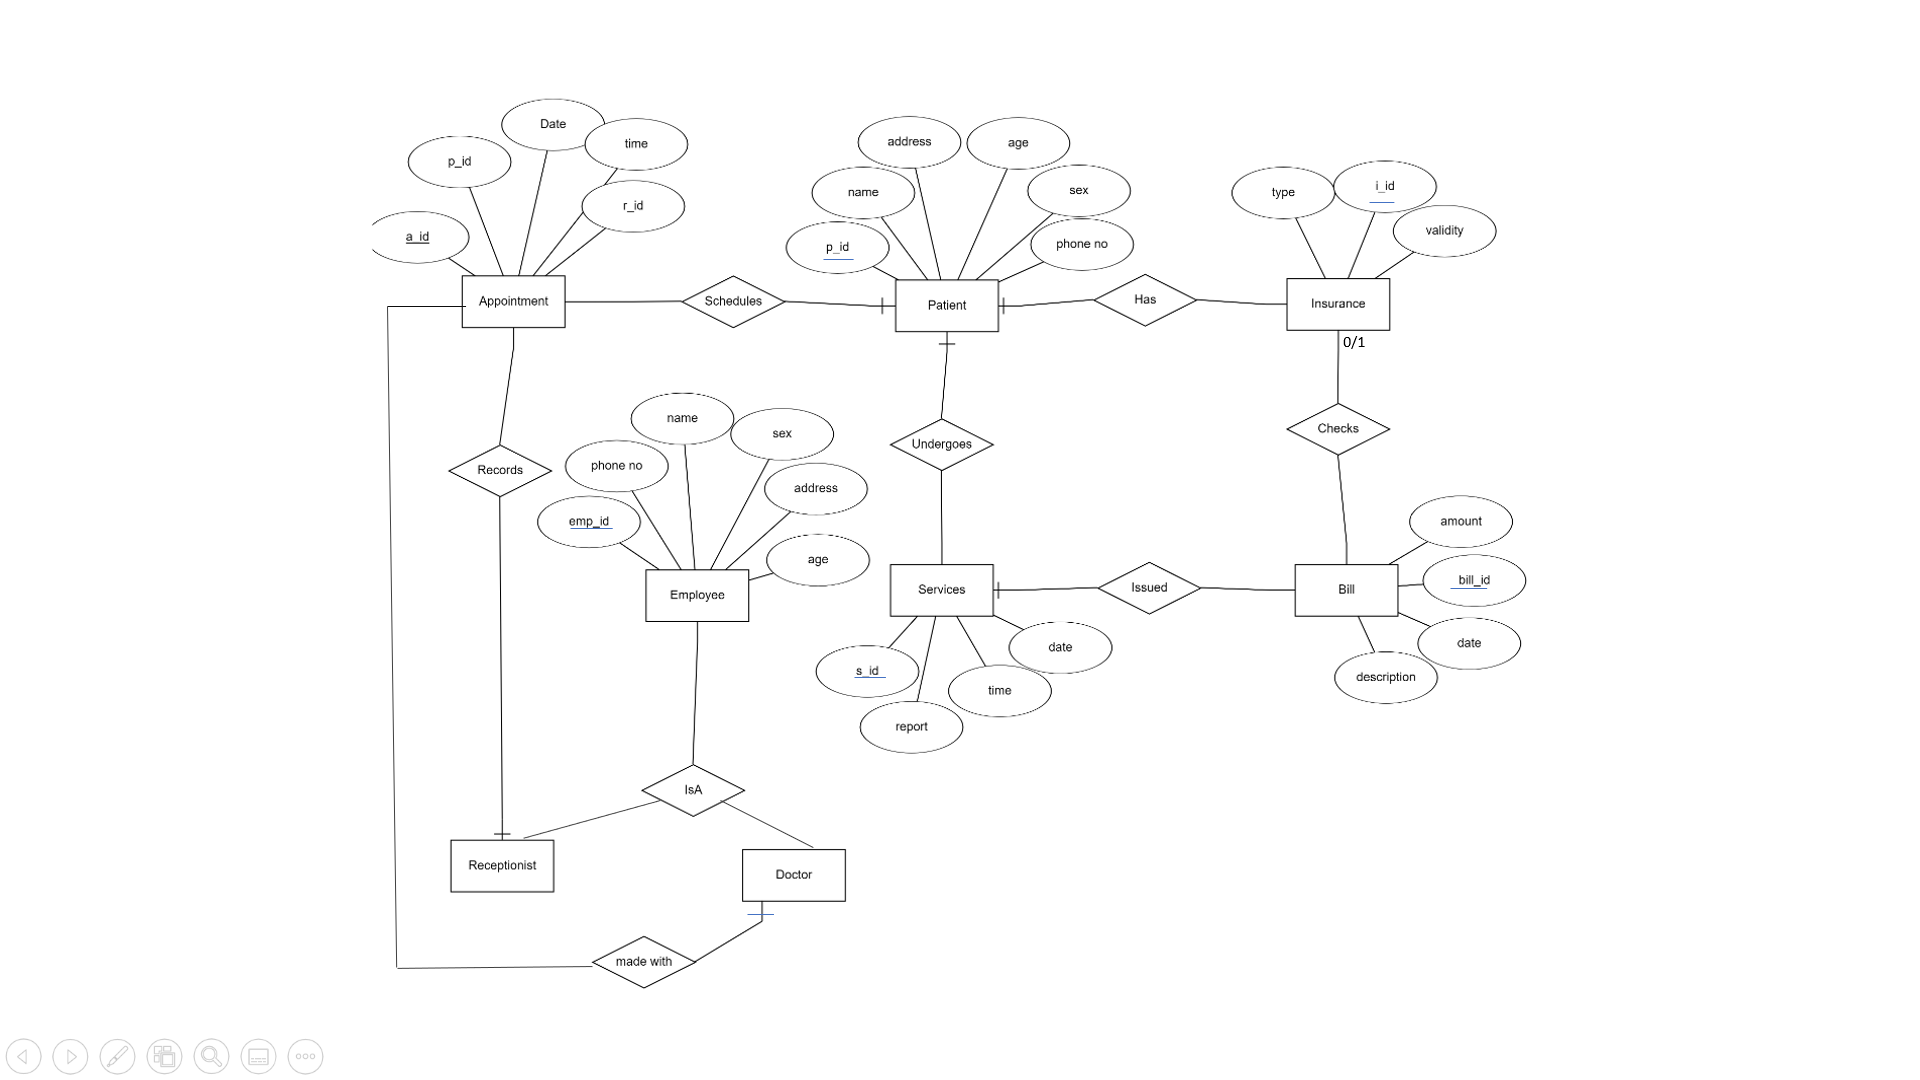 Date
time
p_id
r_id
a_id
Appointment
Schedules
address
age
name
sex
p_id
phone no
Patient
Has
type
i_id
validity
Insurance
0/1
Records
name
sex
phone no
address
emp_id
age
Employee
Undergoes
Checks
Services
Issued
amount
bill_id
Bill
date
description
s_id
date
time
report
IsA
Receptionist
Doctor
made with